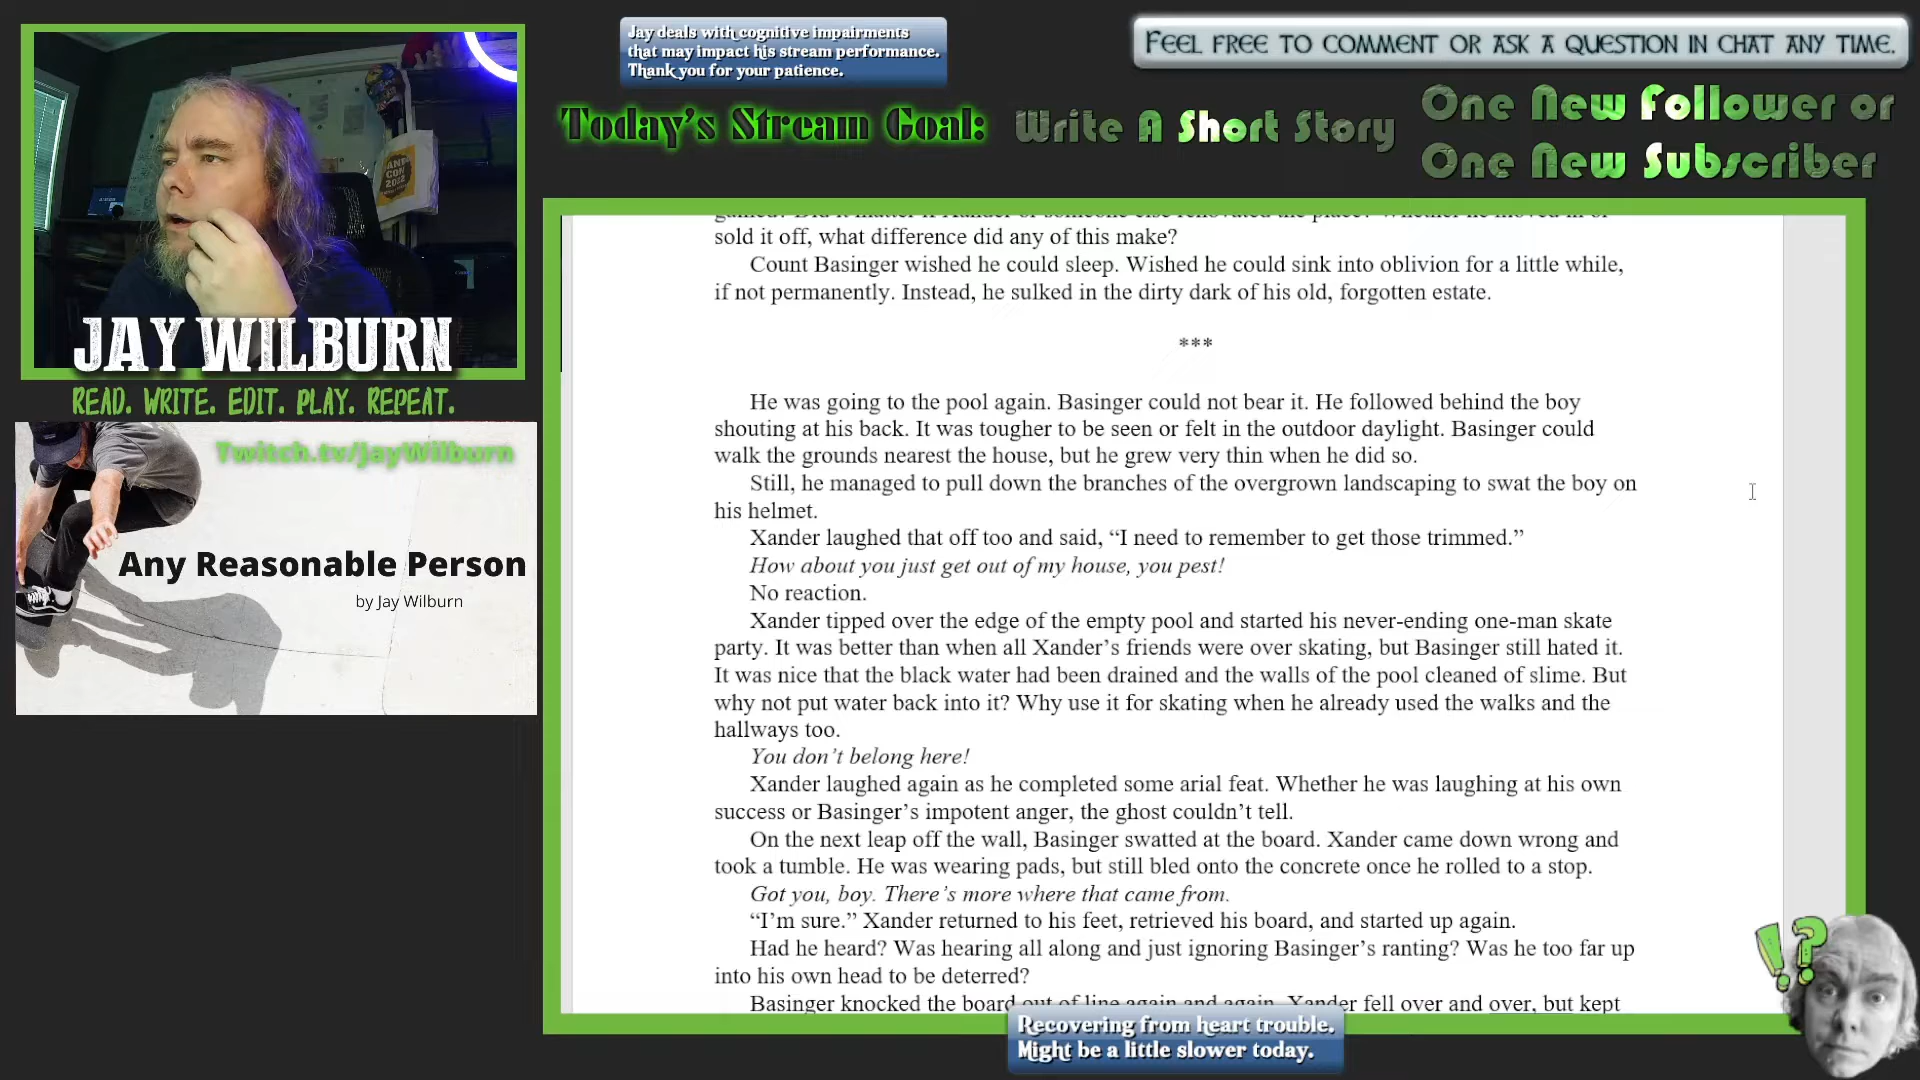 Jay deals with cognitive impairments
that may impact his stream performance.
Thank you for your patience.
FEEL FREE TO COMMENT OR ASK A QUESTION IN CHAT ANY TIME.
Today's Stream Goal:
Write A Short Story
One New Follower or
One New Subscriber
JAY WILBURN
READ. WRITE. EDIT. PLAY. REPEAT.
Twitch.tv/JayWilburn
Any Reasonable Person
by Jay Wilburn
sold it off, what difference did any of this make?
Count Basinger wished he could sleep. Wished he could sink into oblivion for a little while,
if not permanently. Instead, he sulked in the dirty dark of his old, forgotten estate.
***
He was going to the pool again. Basinger could not bear it. He followed behind the boy
shouting at his back. It was tougher to be seen or felt in the outdoor daylight. Basinger could
walk the grounds nearest the house, but he grew very thin when he did so.
Still, he managed to pull down the branches of the overgrown landscaping to swat the boy on
his helmet.
Xander laughed that off too and said, “I need to remember to get those trimmed.”
How about you just get out of my house, you pest!
No reaction.
Xander tipped over the edge of the empty pool and started his never-ending one-man skate
party. It was better than when all Xander’s friends were over skating, but Basinger still hated it.
It was nice that the black water had been drained and the walls of the pool cleaned of slime. But
why not put water back into it? Why use it for skating when he already used the walks and the
hallways too.
You don’t belong here!
Xander laughed again as he completed some arial feat. Whether he was laughing at his own
success or Basinger’s impotent anger, the ghost couldn’t tell.
On the next leap off the wall, Basinger swatted at the board. Xander came down wrong and
took a tumble. He was wearing pads, but still bled onto the concrete once he rolled to a stop.
Got you, boy. There’s more where that came from.
“I’m sure.” Xander returned to his feet, retrieved his board, and started up again.
Had he heard? Was hearing all along and just ignoring Basinger’s ranting? Was he too far up
into his own head to be deterred?
Basinger knocked the board out of line again and again. Xander fell over and over, but kept
Recovering from heart trouble.
Might be a little slower today.
!?